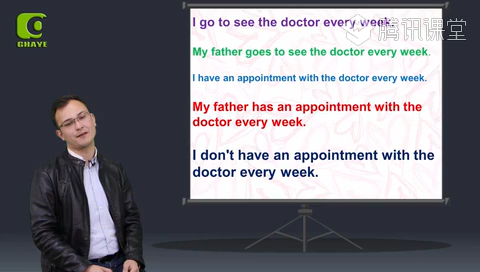 GHAYE
I go to see the doctor every week.
腾讯课堂
My father goes to see the doctor every week.
I have an appointment with the doctor every week.
My father has an appointment with the
doctor every week.
I don't have an appointment with the
doctor every week.